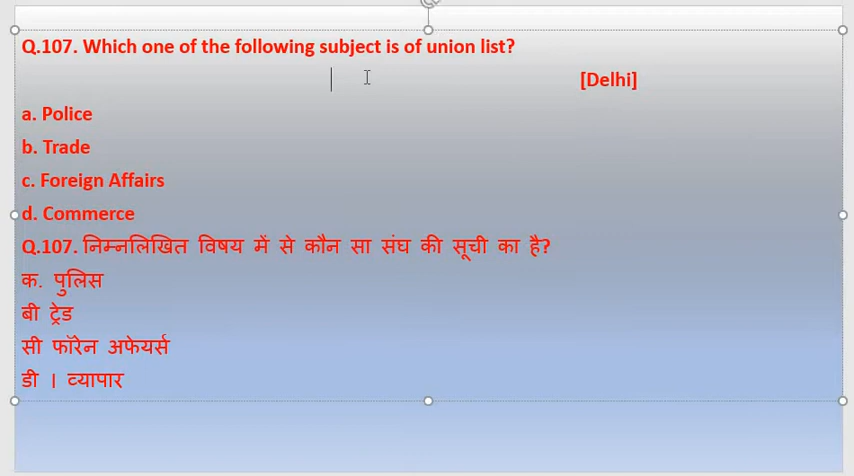 Q.107. Which one of the following subject is of union list?
[Delhi]
a. Police
b. Trade
c. Foreign Affairs
d. Commerce
Q.107. निम्नलिखित विषय में से कौन सा संघ की सूची का है?
क. पुलिस
बी ट्रेड
सी फॉरेन अफेयर्स
डी । व्यापार